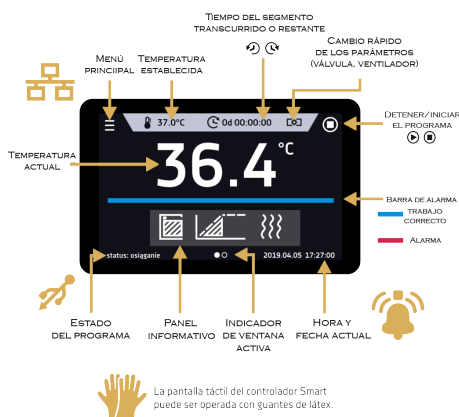 TIEMPO DEL SEGMENTO
TRANSCURRIDO O RESTANTE
CAMBIO RÁPIDO
DE LOS PARÁMETROS
(VÁLVULA, VENTILADOR)
MENÚ
PRINCIIPAL
TEMPERATURA
ESTABLECIDA
DETENER/INICIAR
EL PROGRAMA
37.0°C
0d 00:00:00
TEMPERATURA
ACTUAL
36.4°C
BARRA DE ALARMA
TRABAJO
CORRECTO
ALARMA
status: osiąganie
2019.04.05 17:27:00
ESTADO
DEL PROGRAMA
PANEL
INFORMATIVO
INDICADOR
DE VENTANA
ACTIVA
HORA Y
FECHA ACTUAL
La pantalla táctil del controlador Smart
puede ser operada con guantes de látex.